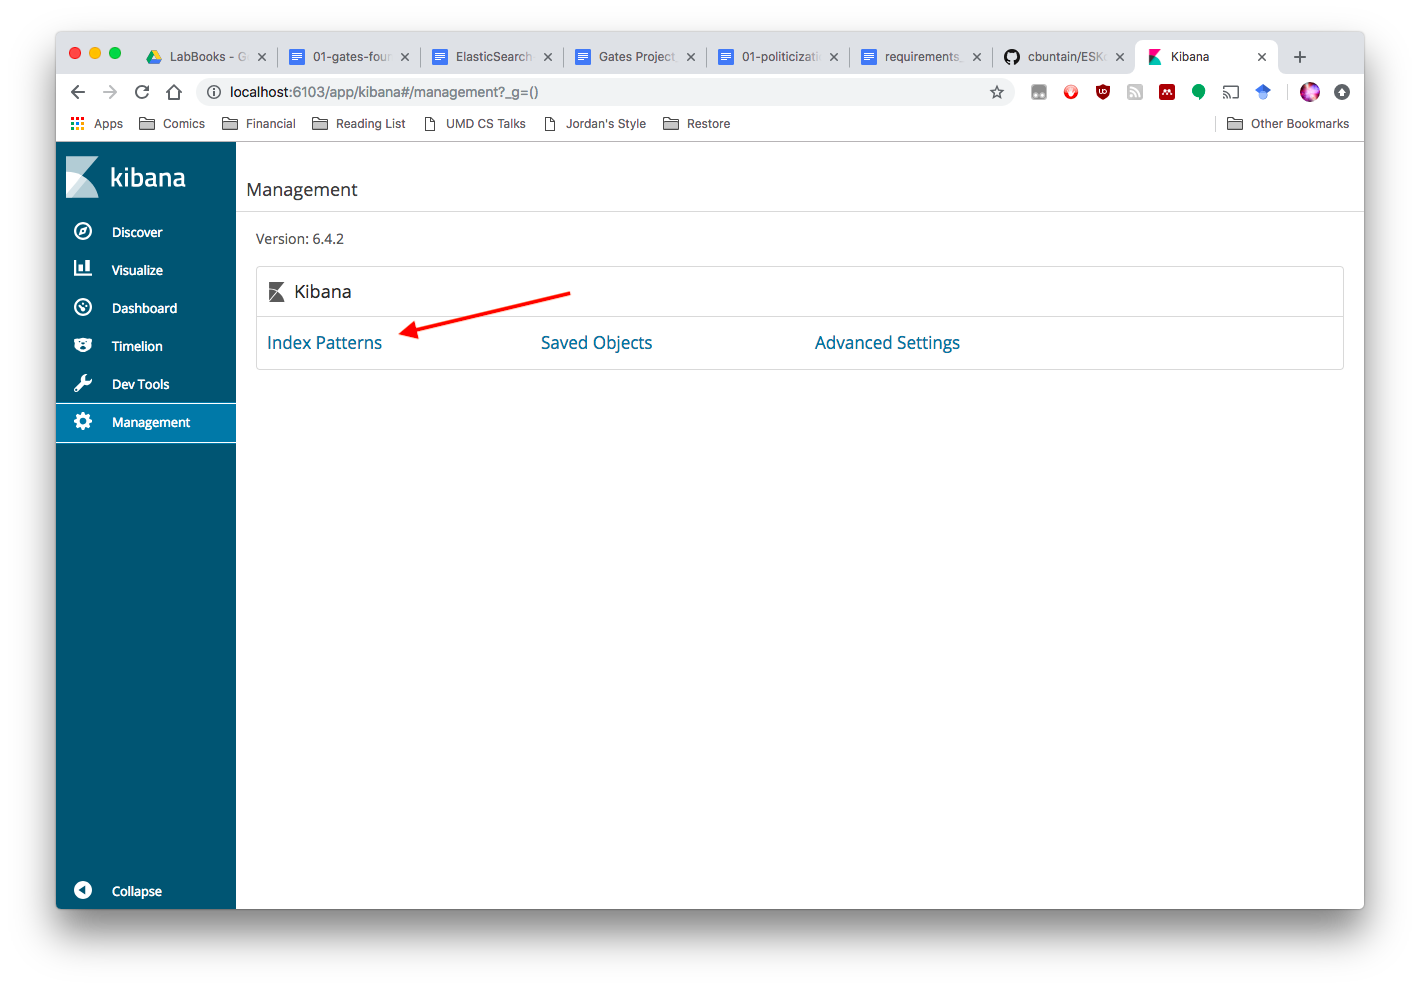 LabBooks - G
01-gates-four
ElasticSearch
Gates Project_
01-politicizati
requirements_
cbuntain/ESK
Kibana
localhost:6103/app/kibana#/management?_g=()
Apps
Comics
Financial
Reading List
UMD CS Talks
Jordan's Style
Restore
Other Bookmarks
kibana
Discover
Visualize
Dashboard
Timelion
Dev Tools
Management
Collapse
Management
Version: 6.4.2
Kibana
Index Patterns
Saved Objects
Advanced Settings